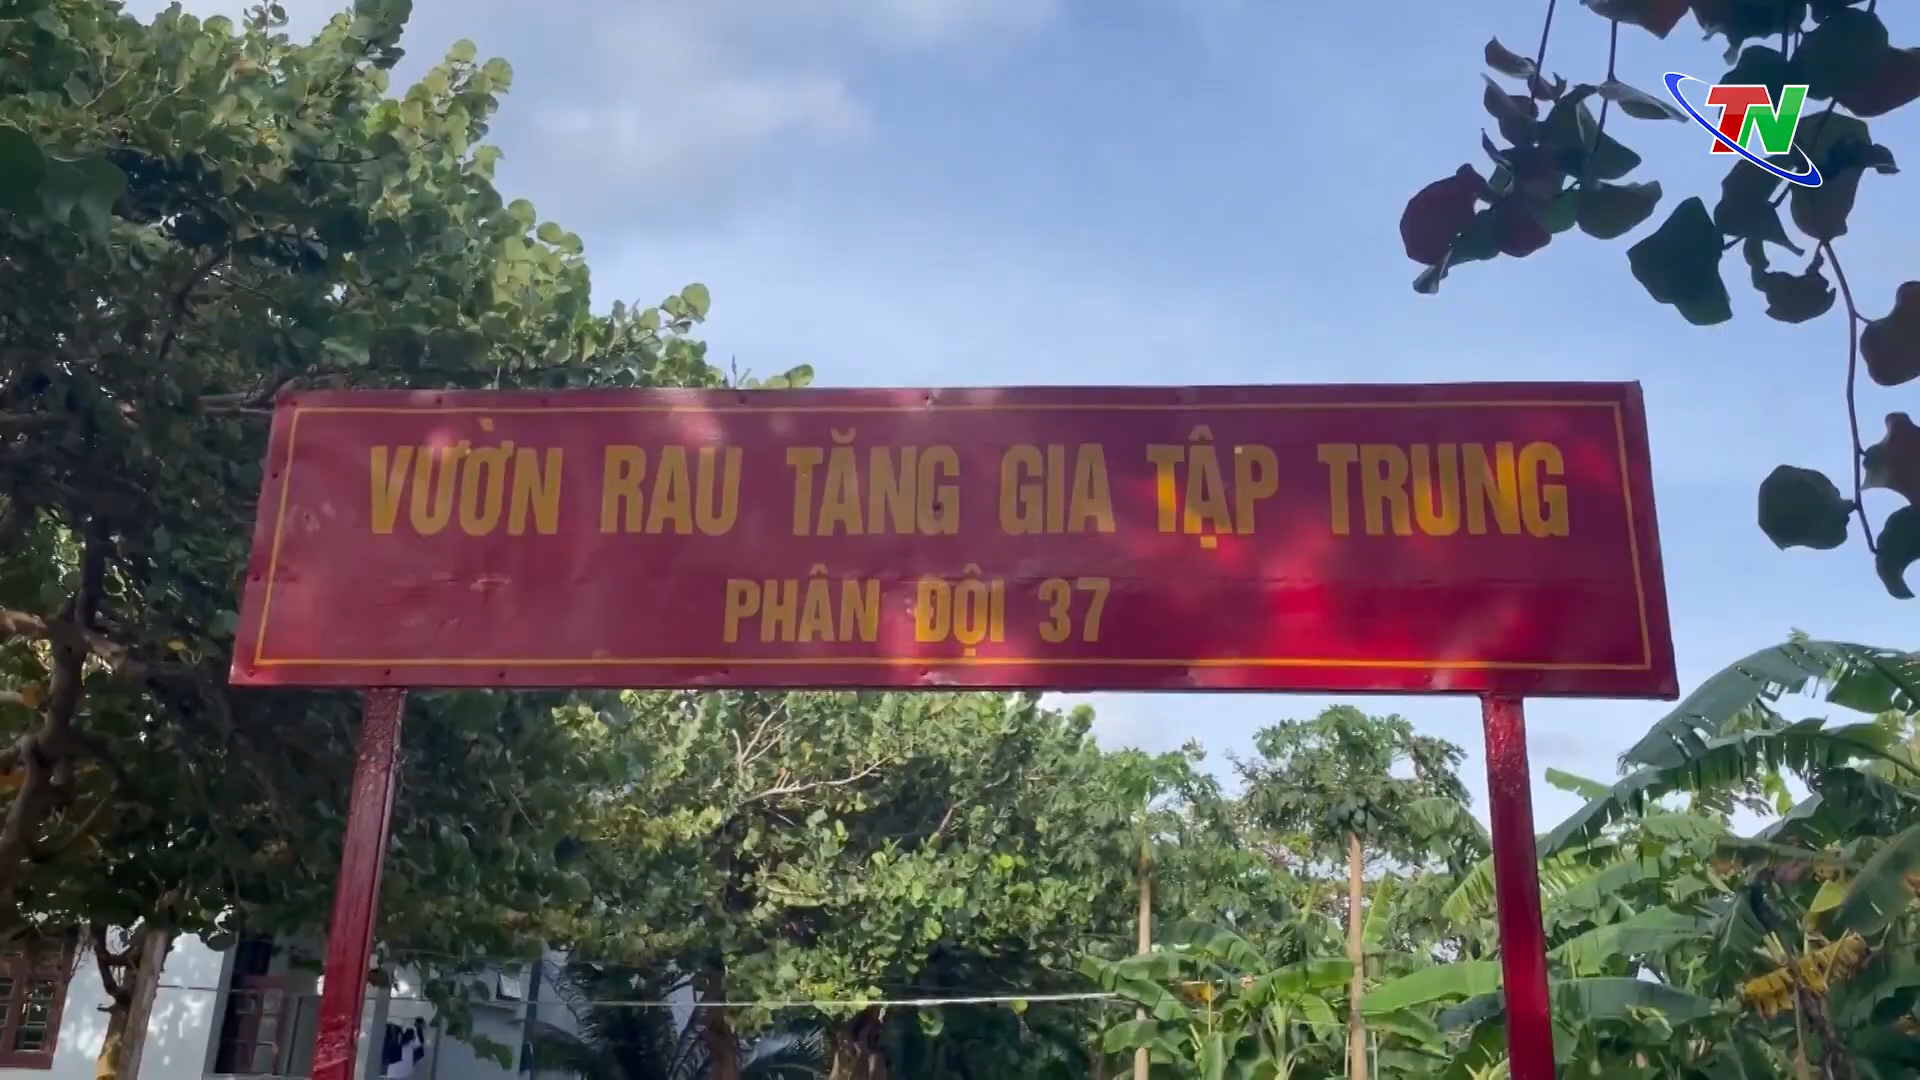 TN
VƯỜN RAU TĂNG GIA TẬP TRUNG
PHÂN ĐỘI 37